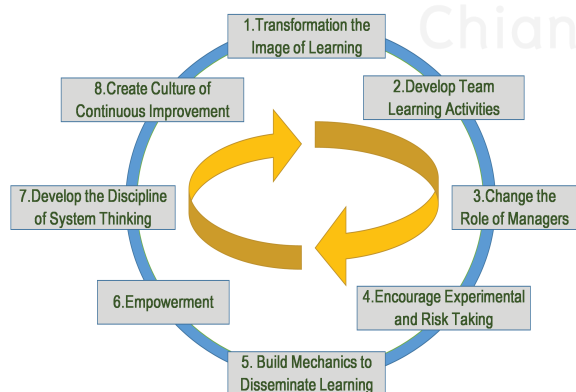 1.Transformation the
Image of Learning
2.Develop Team
Learning Activities
3.Change the
Role of Managers
4.Encourage Experimental
and Risk Taking
5. Build Mechanics to
Disseminate Learning
6.Empowerment
7.Develop the Discipline
of System Thinking
8.Create Culture of
Continuous Improvement
Chian